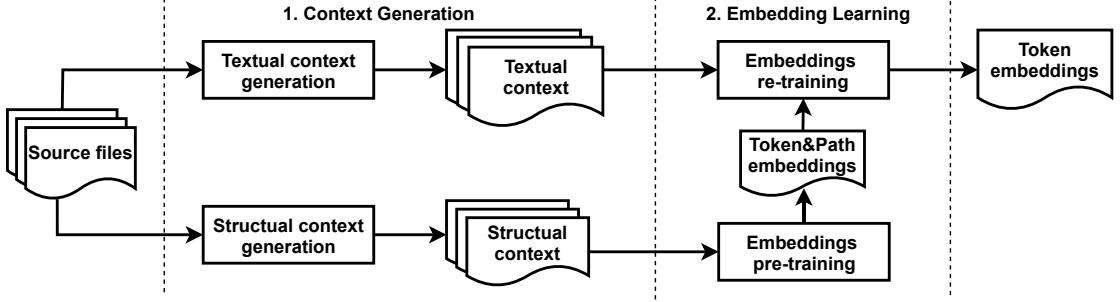 1. Context Generation
2. Embedding Learning
Source files
Textual context
generation
Textual
context
Embeddings
re-training
Token
embeddings
Token&Path
embeddings
Structual context
generation
Structual
context
Embeddings
pre-training